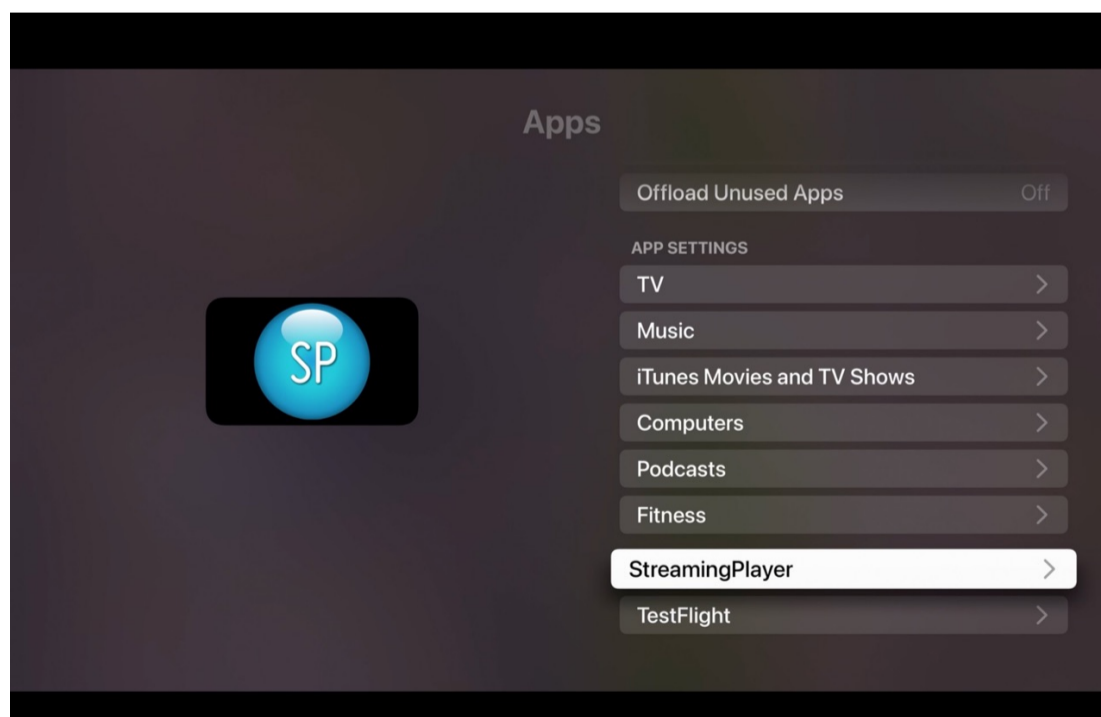 Apps
Offload Unused Apps Off
APP SETTINGS
TV
Music
SP
iTunes Movies and TV Shows
Computers
Podcasts
Fitness
StreamingPlayer
TestFlight